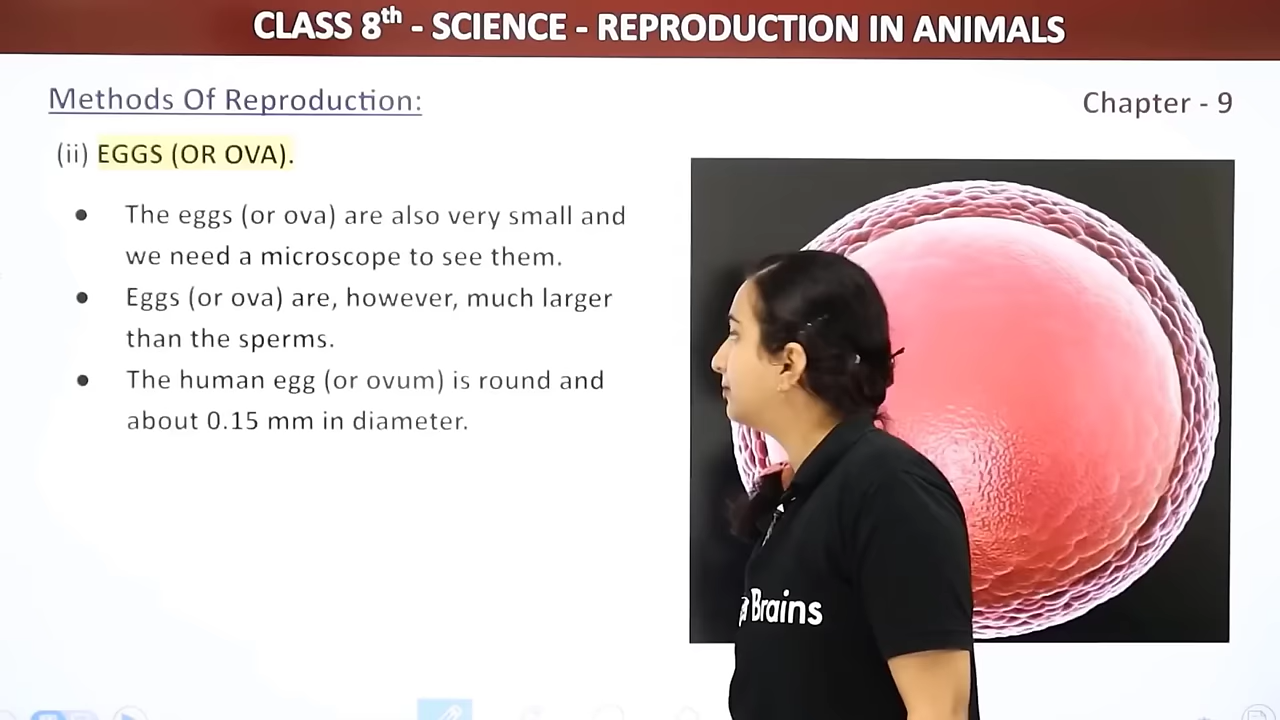 CLASS 8th - SCIENCE - REPRODUCTION IN ANIMALS
Methods Of Reproduction:
Chapter - 9
(ii) EGGS (OR OVA).
● The eggs (or ova) are also very small and
we need a microscope to see them.
● Eggs (or ova) are, however, much larger
than the sperms.
● The human egg (or ovum) is round and
about 0.15 mm in diameter.
Brains